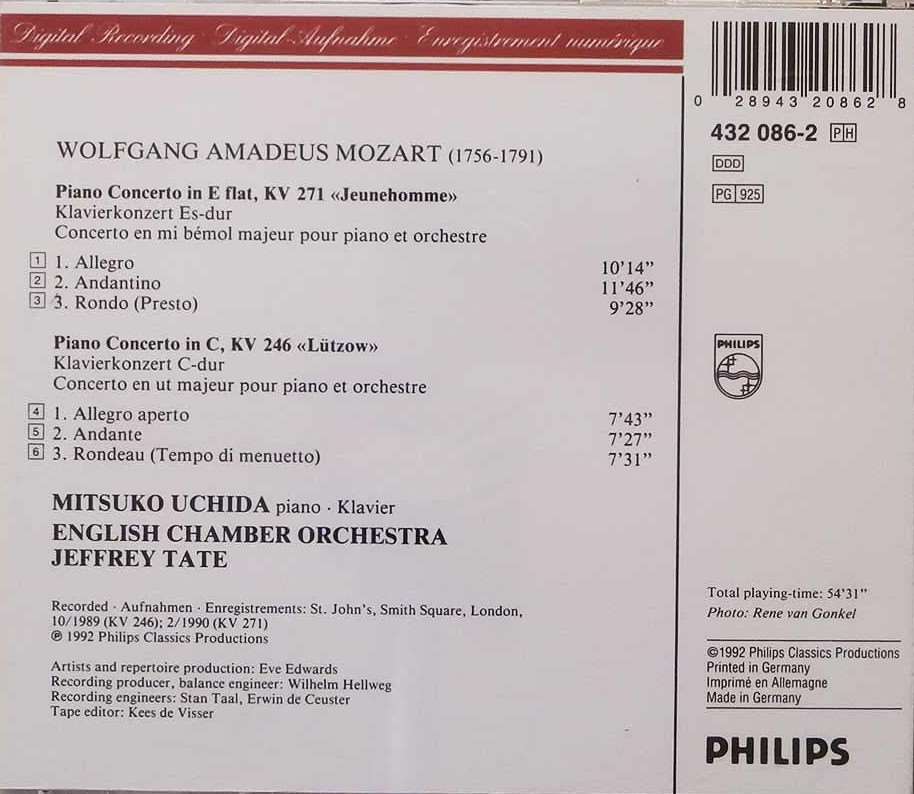 Digital Recording · Digital-Aufnahme · Enregistrement numérique
0 28943 20862 8
432 086-2 PH
DDD
PG 925
WOLFGANG AMADEUS MOZART (1756-1791)
Piano Concerto in E flat, KV 271 «Jeunehomme»
Klavierkonzert Es-dur
Concerto en mi bémol majeur pour piano et orchestre
1 1. Allegro 10’14”
2 2. Andantino 11’46”
3 3. Rondo (Presto) 9’28”
Piano Concerto in C, KV 246 «Lützow»
Klavierkonzert C-dur
Concerto en ut majeur pour piano et orchestre
4 1. Allegro aperto 7’43”
5 2. Andante 7’27”
6 3. Rondeau (Tempo di menuetto) 7’31”
MITSUKO UCHIDA piano · Klavier
ENGLISH CHAMBER ORCHESTRA
JEFFREY TATE
Recorded · Aufnahmen · Enregistrements: St. John’s, Smith Square, London,
10/1989 (KV 246); 2/1990 (KV 271)
℗ 1992 Philips Classics Productions
Artists and repertoire production: Eve Edwards
Recording producer, balance engineer: Wilhelm Hellweg
Recording engineers: Stan Taal, Erwin de Ceuster
Tape editor: Kees de Visser
PHILIPS
Total playing-time: 54’31”
Photo: Rene van Gonkel
©1992 Philips Classics Productions
Printed in Germany
Imprimé en Allemagne
Made in Germany
PHILIPS